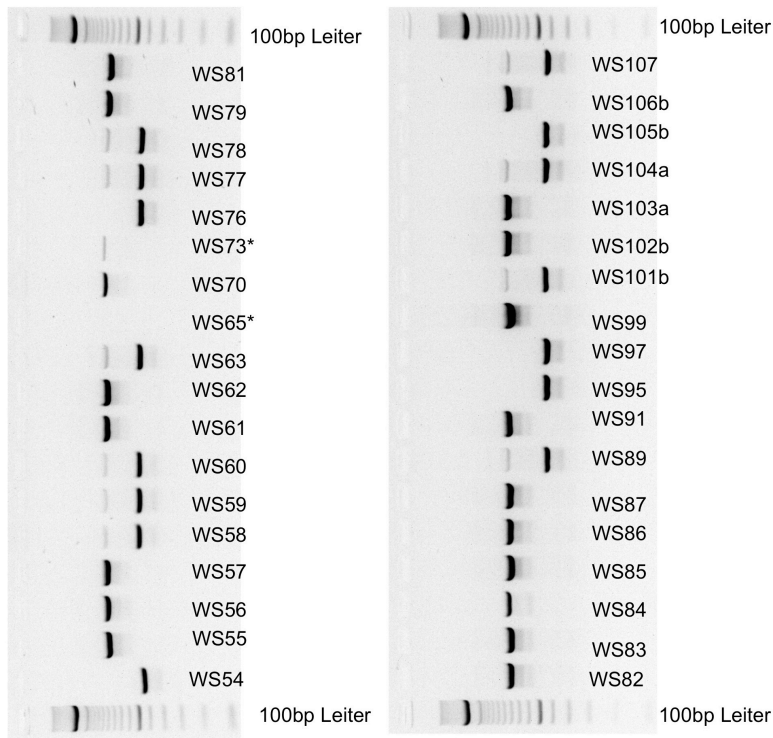 100bp Leiter
WS81
WS79
WS78
WS77
WS76
WS73*
WS70
WS65*
WS63
WS62
WS61
WS60
WS59
WS58
WS57
WS56
WS55
WS54
100bp Leiter
100bp Leiter
WS107
WS106b
WS105b
WS104a
WS103a
WS102b
WS101b
WS99
WS97
WS95
WS91
WS89
WS87
WS86
WS85
WS84
WS83
WS82
100bp Leiter